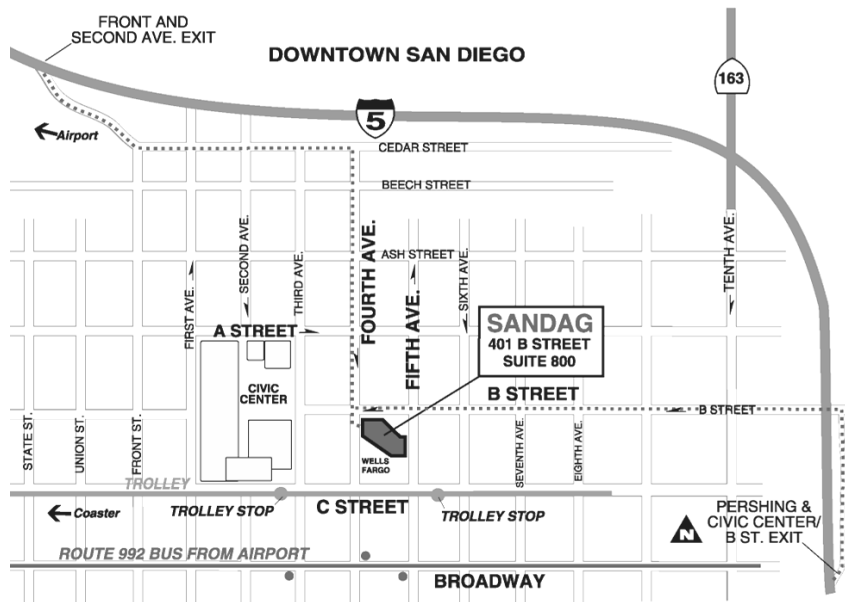 FRONT AND
SECOND AVE. EXIT
DOWNTOWN SAN DIEGO
163
5
Airport
CEDAR STREET
BEECH STREET
ASH STREET
FIRST AVE.
SECOND AVE.
THIRD AVE.
FOURTH AVE.
FIFTH AVE.
SIXTH AVE.
TENTH AVE.
A STREET
SANDAG
401 B STREET
SUITE 800
CIVIC
CENTER
B STREET
B STREET
STATE ST.
UNION ST.
FRONT ST.
WELLS
FARGO
SEVENTH AVE.
EIGHTH AVE.
TROLLEY
Coaster
TROLLEY STOP
C STREET
TROLLEY STOP
PERSHING &
CIVIC CENTER/
B ST. EXIT
N
ROUTE 992 BUS FROM AIRPORT
BROADWAY